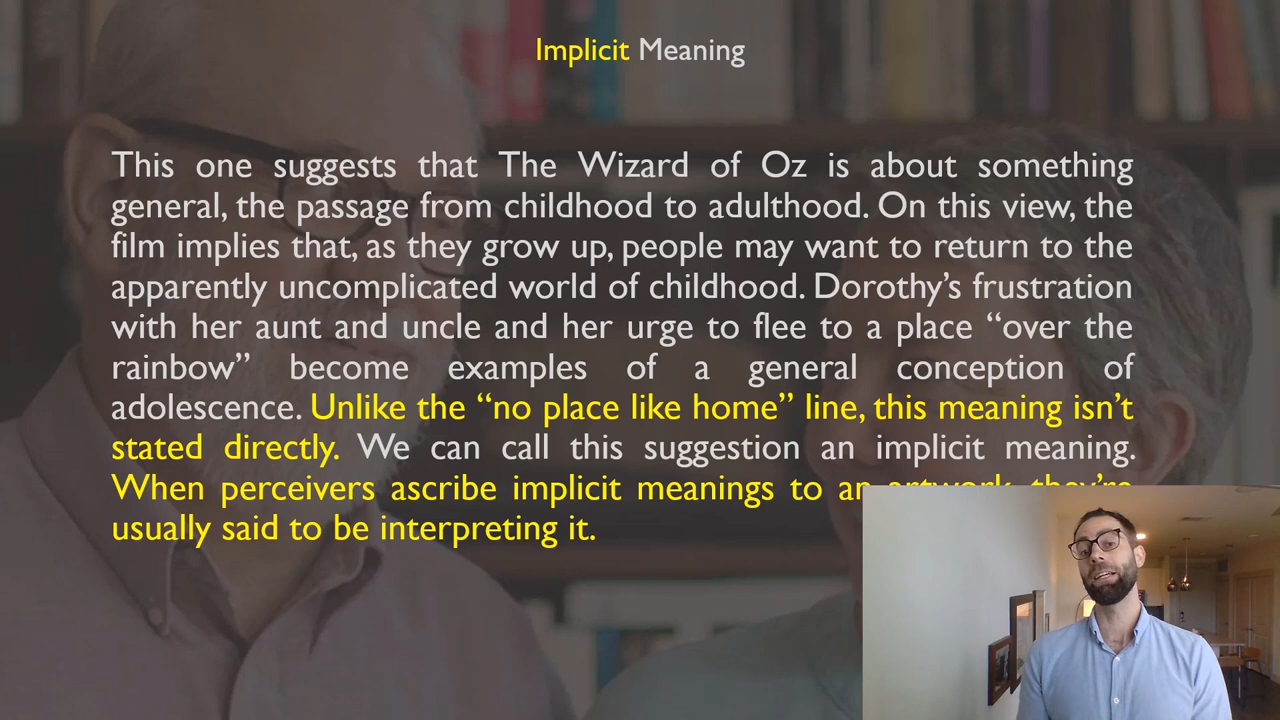 Implicit Meaning
This one suggests that The Wizard of Oz is about something
general, the passage from childhood to adulthood. On this view, the
film implies that, as they grow up, people may want to return to the
apparently uncomplicated world of childhood. Dorothy’s frustration
with her aunt and uncle and her urge to flee to a place “over the
rainbow” become examples of a general conception of
adolescence. Unlike the “no place like home” line, this meaning isn’t
stated directly. We can call this suggestion an implicit meaning.
When perceivers ascribe implicit meanings to an artwork, they’re
usually said to be interpreting it.